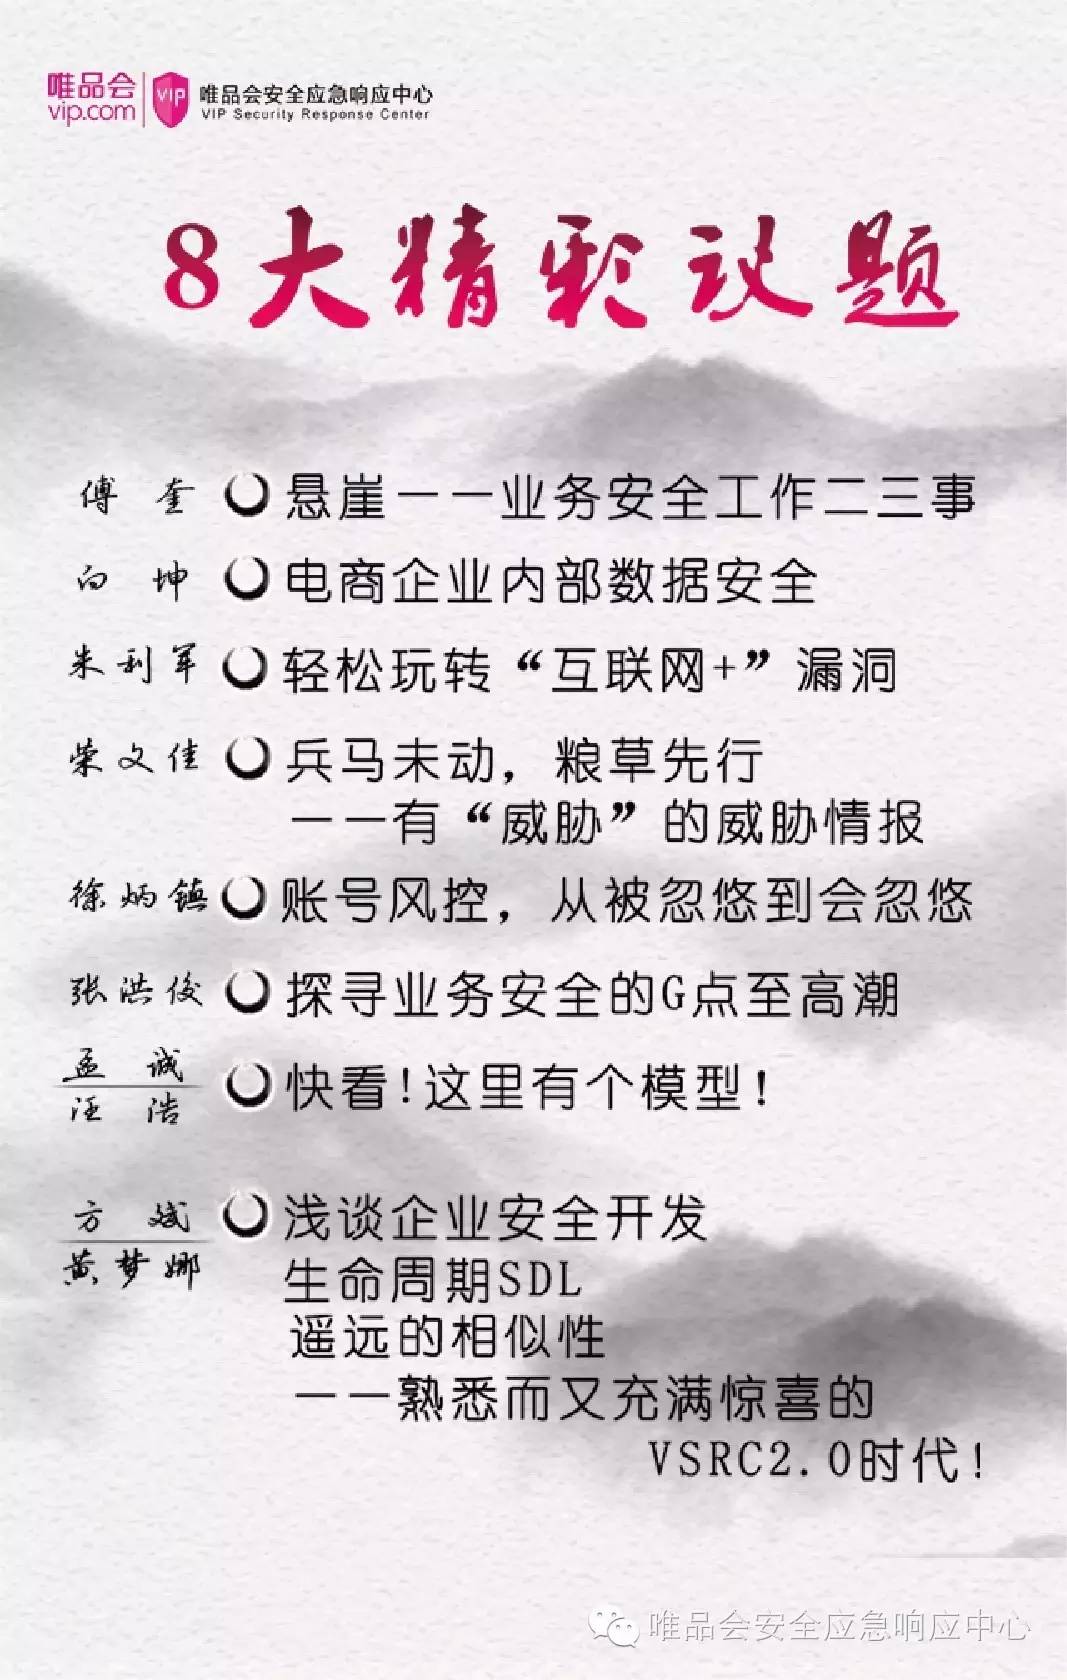 唯品会
vip.com
VIP
唯品会安全应急响应中心
VIP Security Response Center
8大精彩议题
傅奎 悬崖——业务安全工作二三事
白坤 电商企业内部数据安全
朱利军 轻松玩转“互联网+”漏洞
荣文佳 兵马未动，粮草先行
——有“威胁”的威胁情报
徐炳镇 账号风控，从被忽悠到会忽悠
张洪俊 探寻业务安全的G点至高潮
孟诚
汪浩
快看!这里有个模型!
方斌
黄梦娜
浅谈企业安全开发
生命周期SDL
遥远的相似性
——熟悉而又充满惊喜的
VSRC2.0时代!
唯品会安全应急响应中心